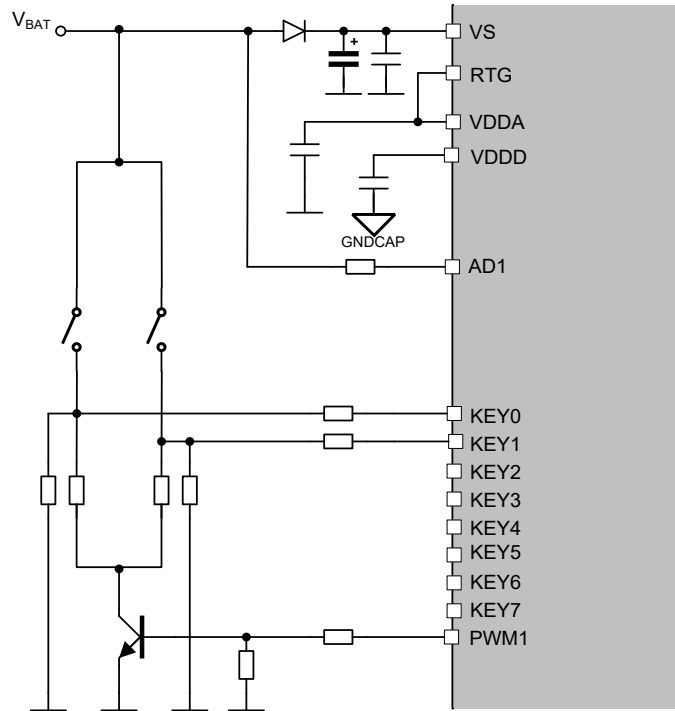 VBAT
+
VS
RTG
VDDA
VDDD
GNDCAP
AD1
KEY0
KEY1
KEY2
KEY3
KEY4
KEY5
KEY6
KEY7
PWM1